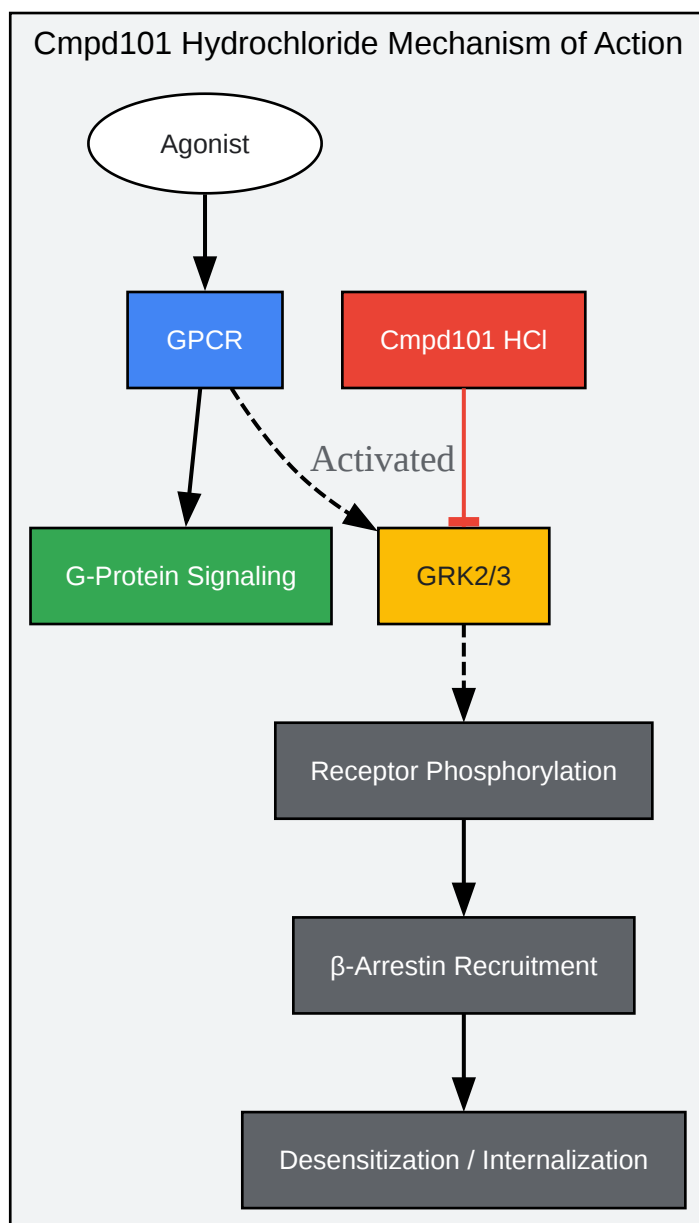 Cmpd101 Hydrochloride Mechanism of Action
Agonist
GPCR
Cmpd101 HCl
Activated
G-Protein Signaling
GRK2/3
Receptor Phosphorylation
β-Arrestin Recruitment
Desensitization / Internalization